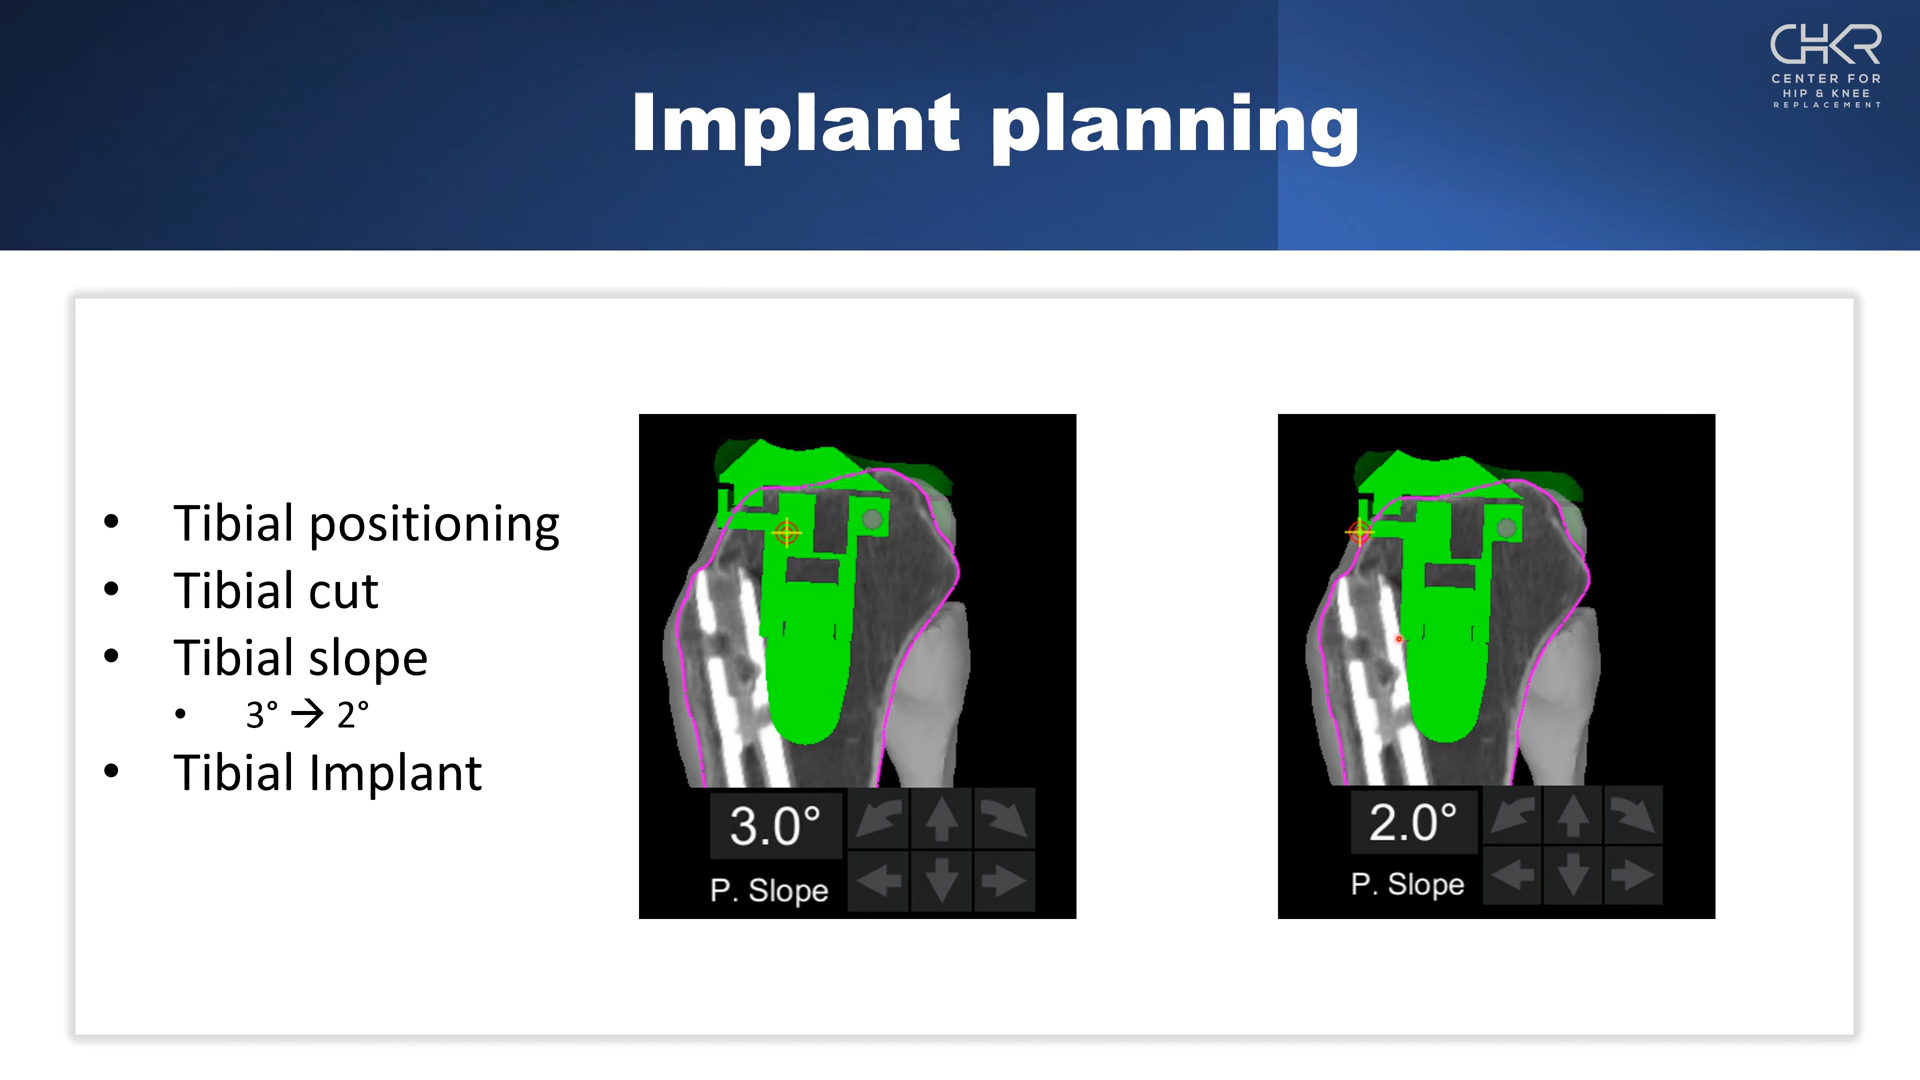 CHKR
CENTER FOR
HIP & KNEE
REPLACEMENT
Implant planning
• Tibial positioning
• Tibial cut
• Tibial slope
• 3° → 2°
• Tibial Implant
3.0°
P. Slope
2.0°
P. Slope